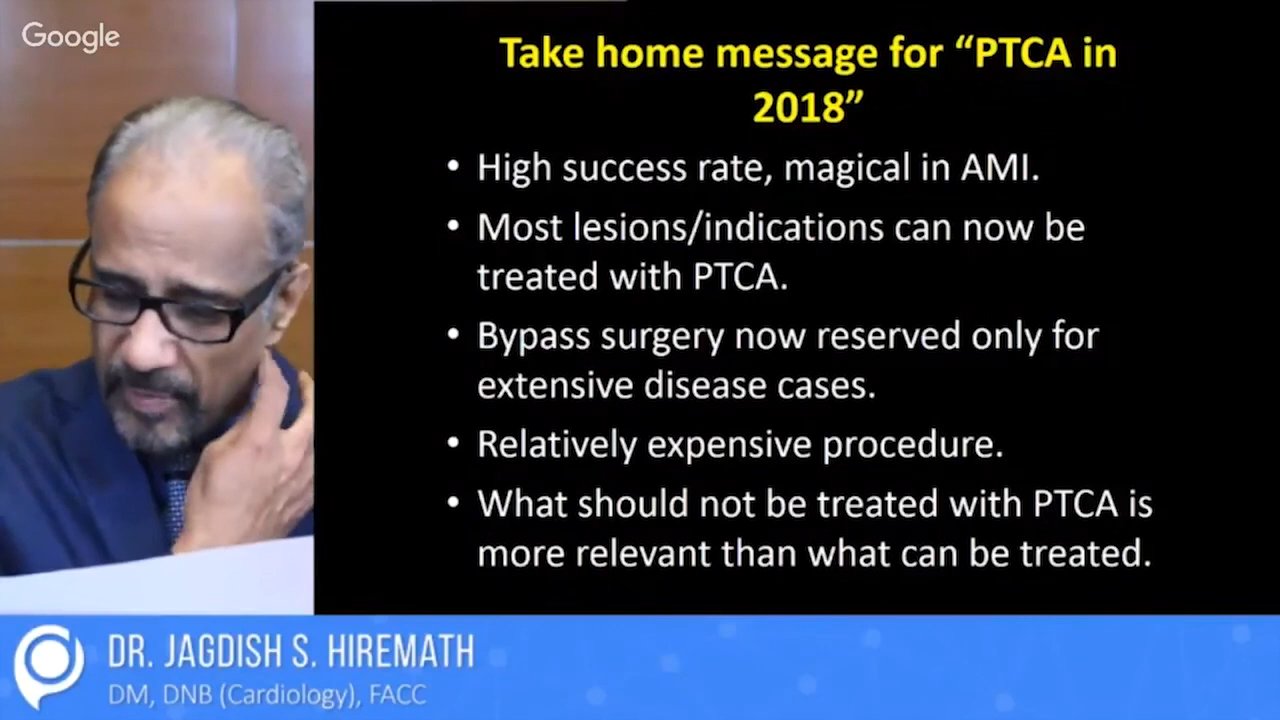 Google
Take home message for “PTCA in
2018”
• High success rate, magical in AMI.
• Most lesions/indications can now be
treated with PTCA.
• Bypass surgery now reserved only for
extensive disease cases.
• Relatively expensive procedure.
• What should not be treated with PTCA is
more relevant than what can be treated.
DR. JAGDISH S. HIREMATH
DM, DNB (Cardiology), FACC